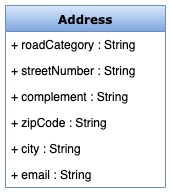 Address
+ roadCategory : String
+ streetNumber : String
+ complement : String
+ zipCode : String
+ city : String
+ email : String